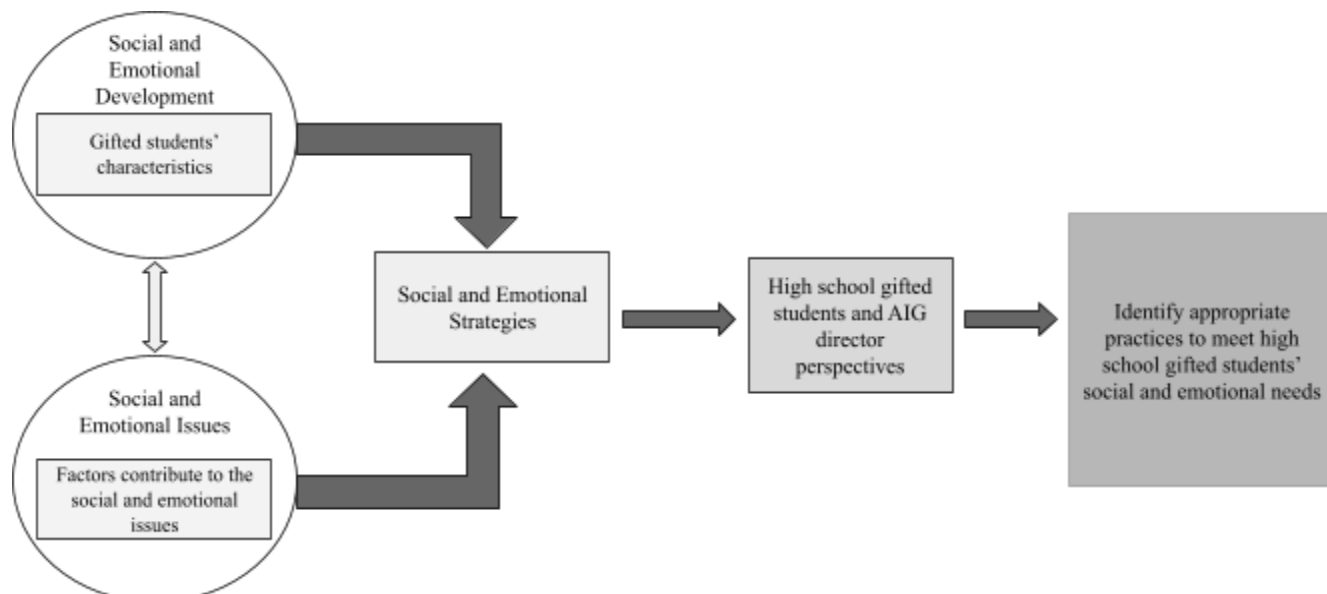 Social and
Emotional
Development
Gifted students’
characteristics
Social and
Emotional Issues
Factors contribute to the
social and emotional
issues
Social and Emotional
Strategies
High school gifted
students and AIG
director
perspectives
Identify appropriate
practices to meet high
school gifted students’
social and emotional needs